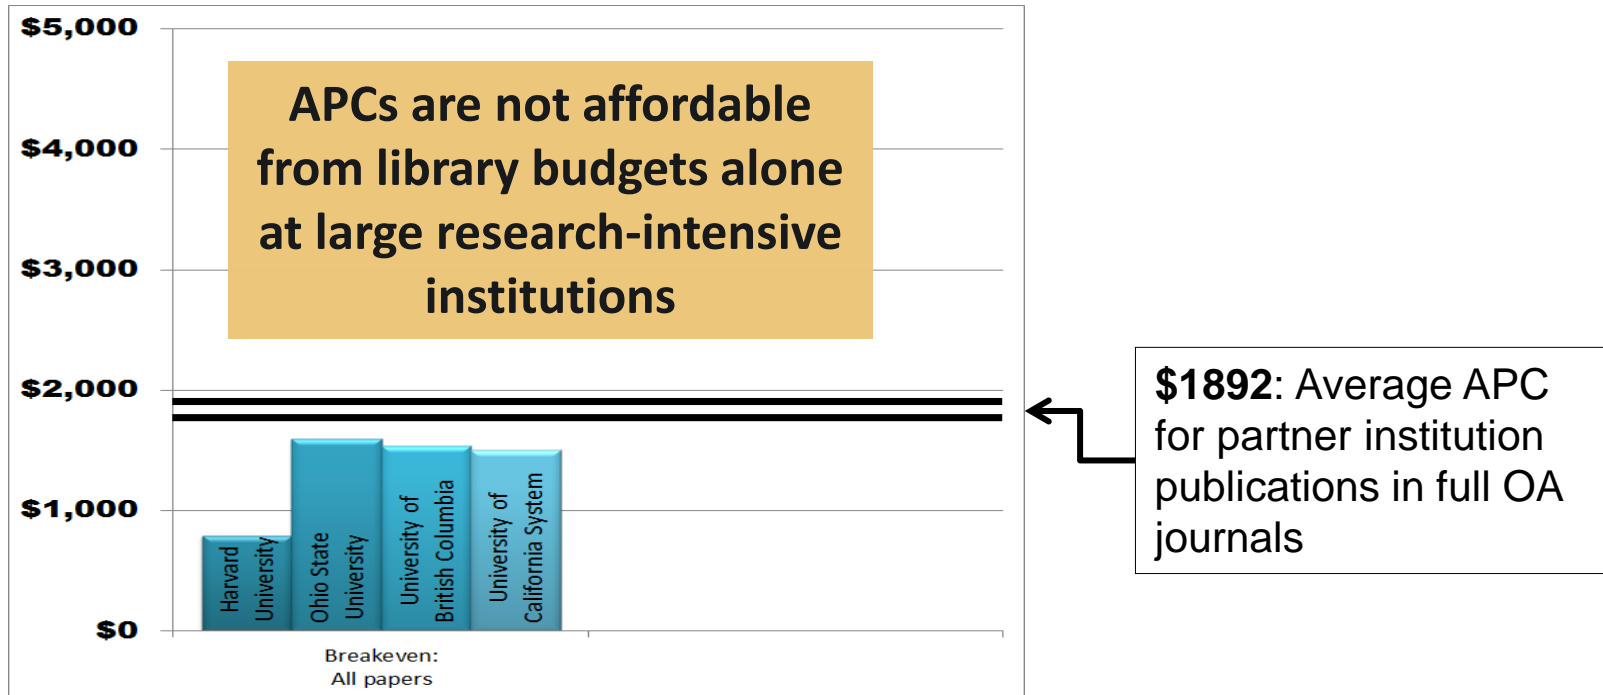 $5,000
$4,000
$3,000
$2,000
$1,000
$0
APCs are not affordable
from library budgets alone
at large research-intensive
institutions
Harvard
University
Ohio State
University
University of
British Columbia
University of
California System
Breakeven:
All papers
$1892: Average APC
for partner institution
publications in full OA
journals